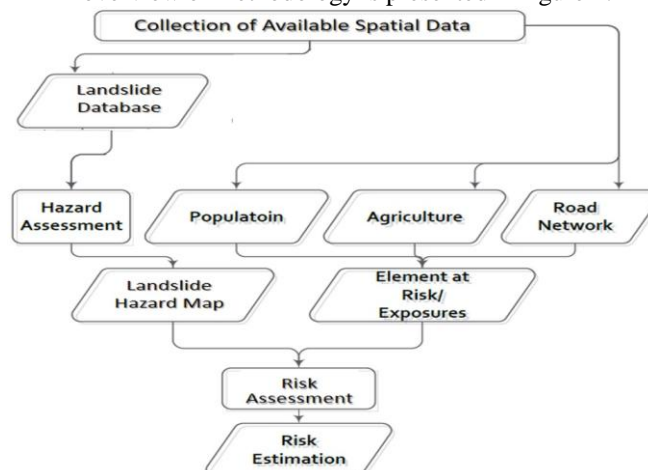 Collection of Available Spatial Data
Landslide
Database
Hazard
Assessment
Populatoin
Agriculture
Road
Network
Landslide
Hazard Map
Element at
Risk/
Exposures
Risk
Assessment
Risk
Estimation